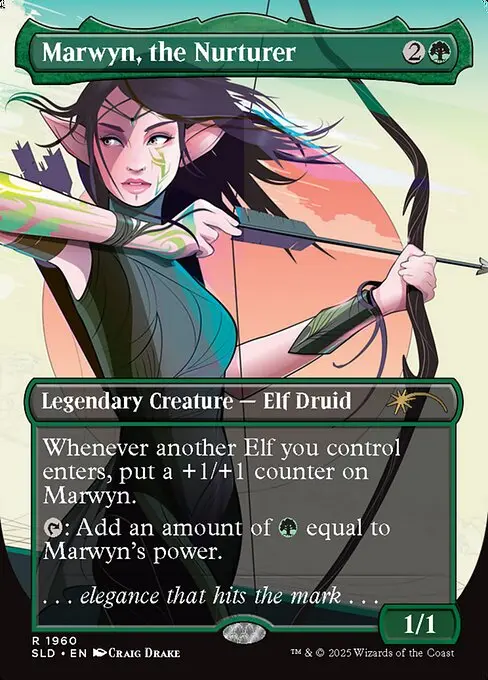 Marwyn, the Nurturer 2
Legendary Creature — Elf Druid
Whenever another Elf you control
enters, put a +1/+1 counter on
Marwyn.
: Add an amount of equal to
Marwyn's power.
. . . elegance that hits the mark . . .
1/1
R 1960
SLD • EN Craig Drake
™ & © 2025 Wizards of the Coast